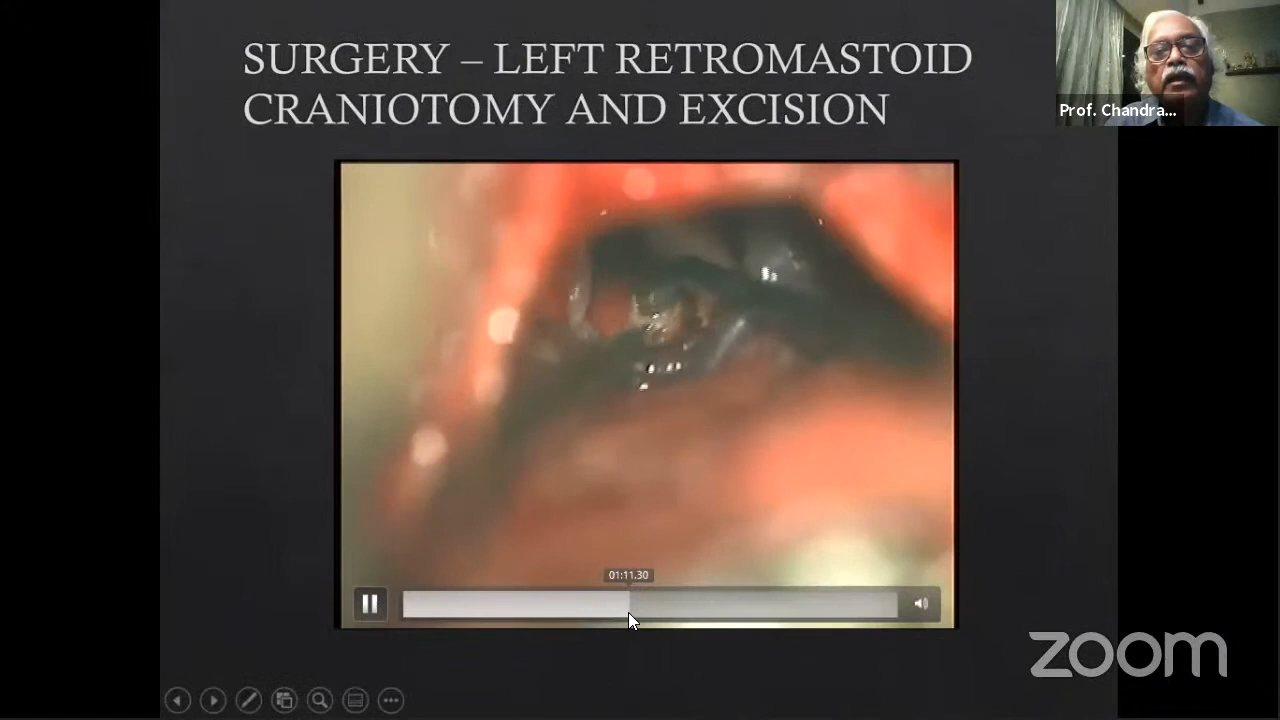 SURGERY – LEFT RETROMASTOID
CRANIOTOMY AND EXCISION
Prof. Chandra...
01:11.30
zoom